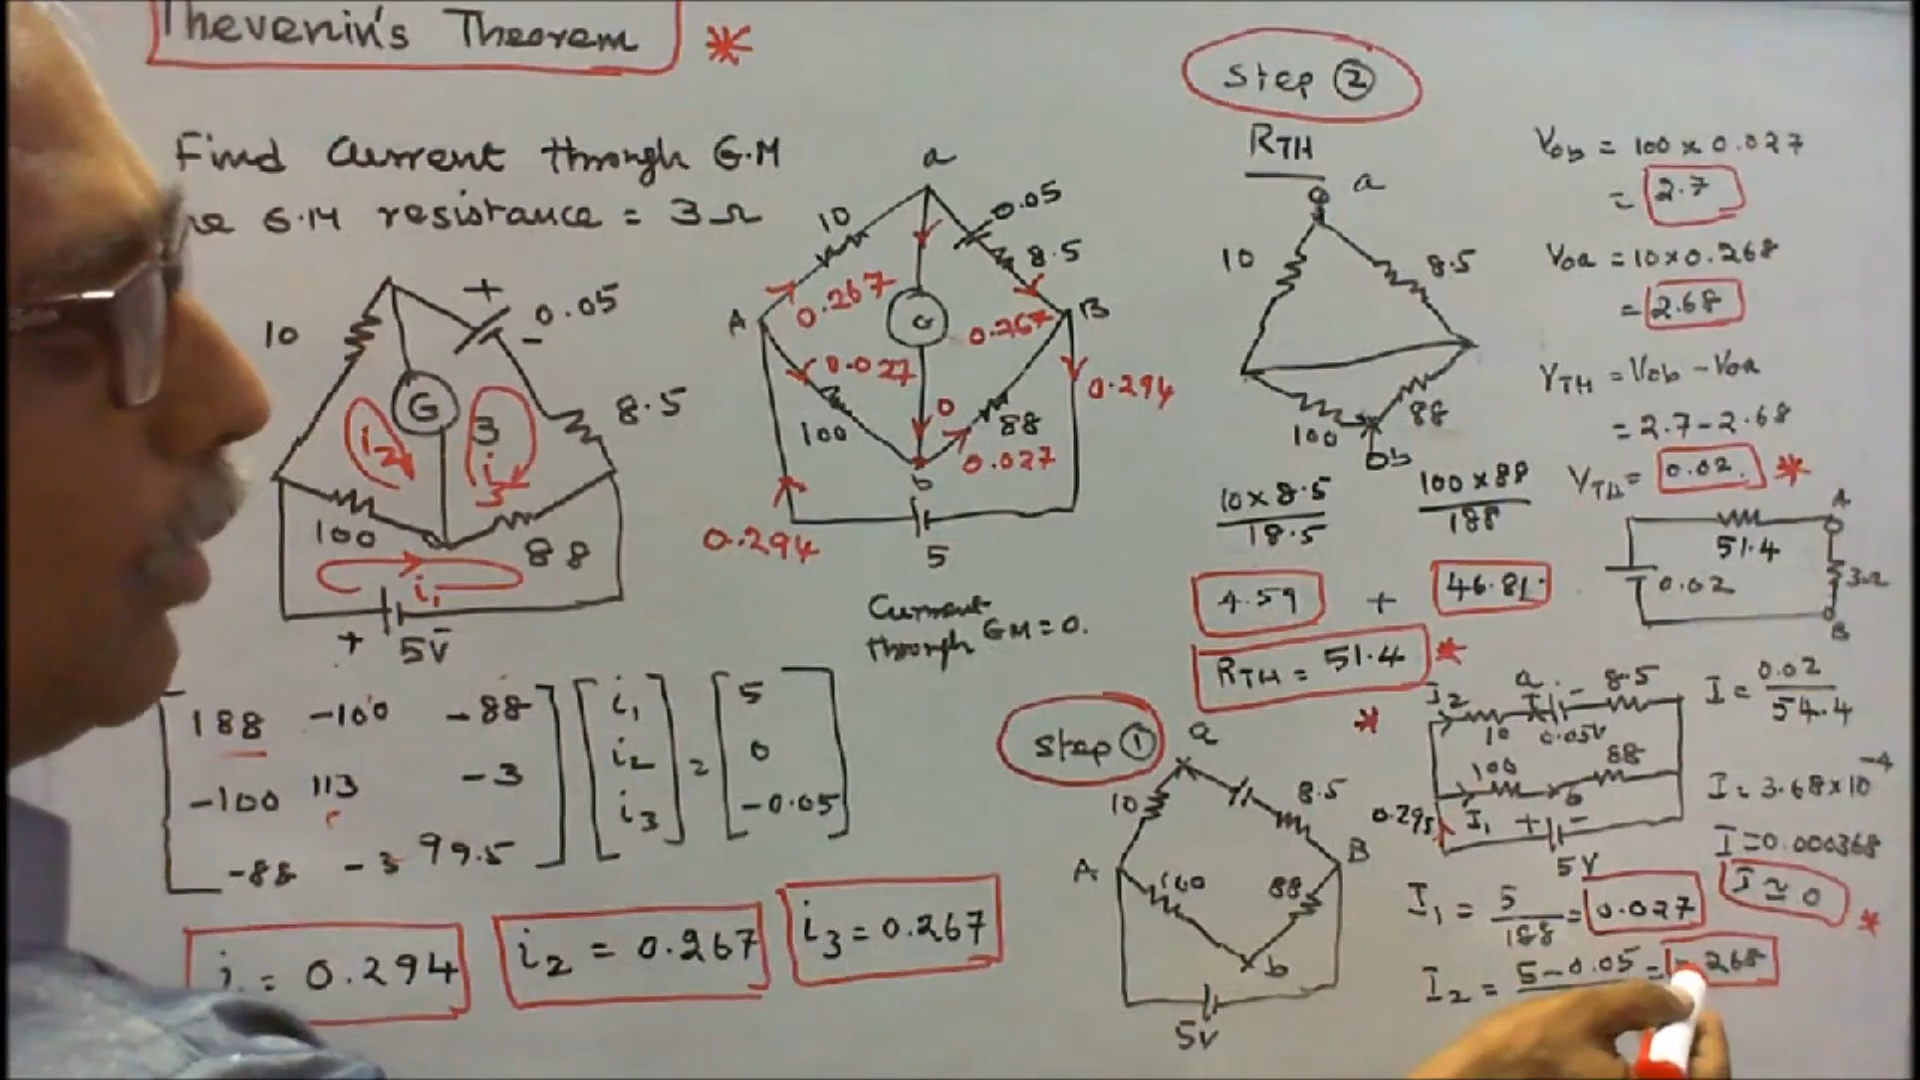 Thevenin's Theorem
Find Current through G.M
G.M resistance = 3Ω
10
+
-
0.05
G
3
8.5
i2
i3
100
88
i1
+ 5V -
a
10
0.05
8.5
A
0.267
G
0.267
B
0.027
0
0.294
100
88
b
0.027
0.294
5
Current
through GM = 0.
188 -100 -88
-100 113 -3
-88 -3 99.5
i1
i2
i3
=
5
0
-0.05
i1 = 0.294
i2 = 0.267
i3 = 0.267
Step 2
RTH
a
10
8.5
100
88
b
10 x 8.5
18.5
100 x 88
188
4.59 + 46.81
RTH = 51.4
Step 1
a
10
8.5
A
B
100
88
b
5V
Vob = 100 x 0.027
= 2.7
Voa = 10 x 0.268
= 2.68
VTH = Vob - Voa
= 2.7 - 2.68
VTH = 0.02
A
51.4
0.02
3Ω
B
I2
a
-
8.5
10
0.05V
100
88
b
0.295
I1
+
-
5V
I = 0.02
54.4
I = 3.68 x 10-4
I = 0.000368
I ≃ 0
I1 = 5
188
= 0.027
I2 = 5 - 0.05
= 268